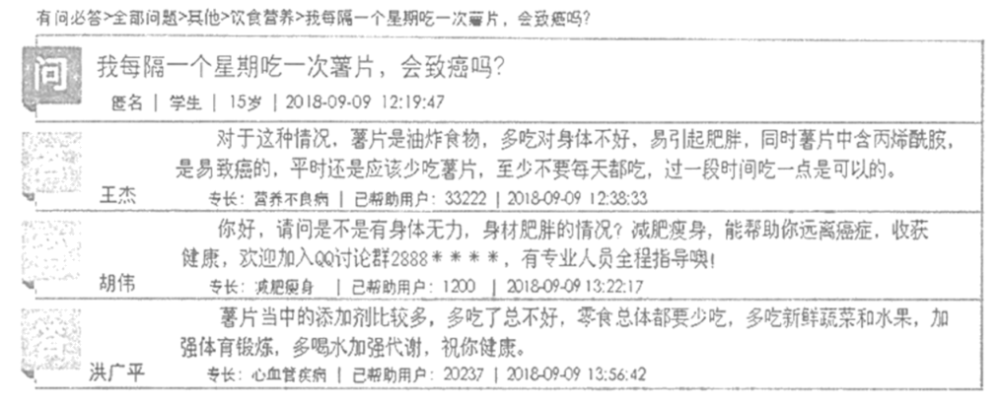 有问必答>全部问题>其他>饮食营养>我每隔一个星期吃一次薯片，会致癌吗？
问
我每隔一个星期吃一次薯片，会致癌吗？
匿名 | 学生 | 15岁 | 2018-09-09 12:19:47
对于这种情况，薯片是油炸食物，多吃对身体不好，易引起肥胖，同时薯片中含丙烯酰胺，
是易致癌的，平时还是应该少吃薯片，至少不要每天都吃，过一段时间吃一点是可以的。
答
王杰 专长：营养不良病 | 已帮助用户：33222 | 2018-09-09 12:38:33
你好，请问是不是有身体无力，身材肥胖的情况？减肥瘦身，能帮助你远离癌症，收获
健康，欢迎加入QQ讨论群2888＊＊＊＊，有专业人员全程指导噢！
胡伟 专长：减肥瘦身 | 已帮助用户：1200 | 2018-09-09 13:22:17
薯片当中的添加剂比较多，多吃了总不好，零食总体都要少吃，多吃新鲜蔬菜和水果，加
强体育锻炼，多喝水加强代谢，祝你健康。
答
洪广平 专长：心血管疾病 | 已帮助用户：20237 | 2018-09-09 13:56:42